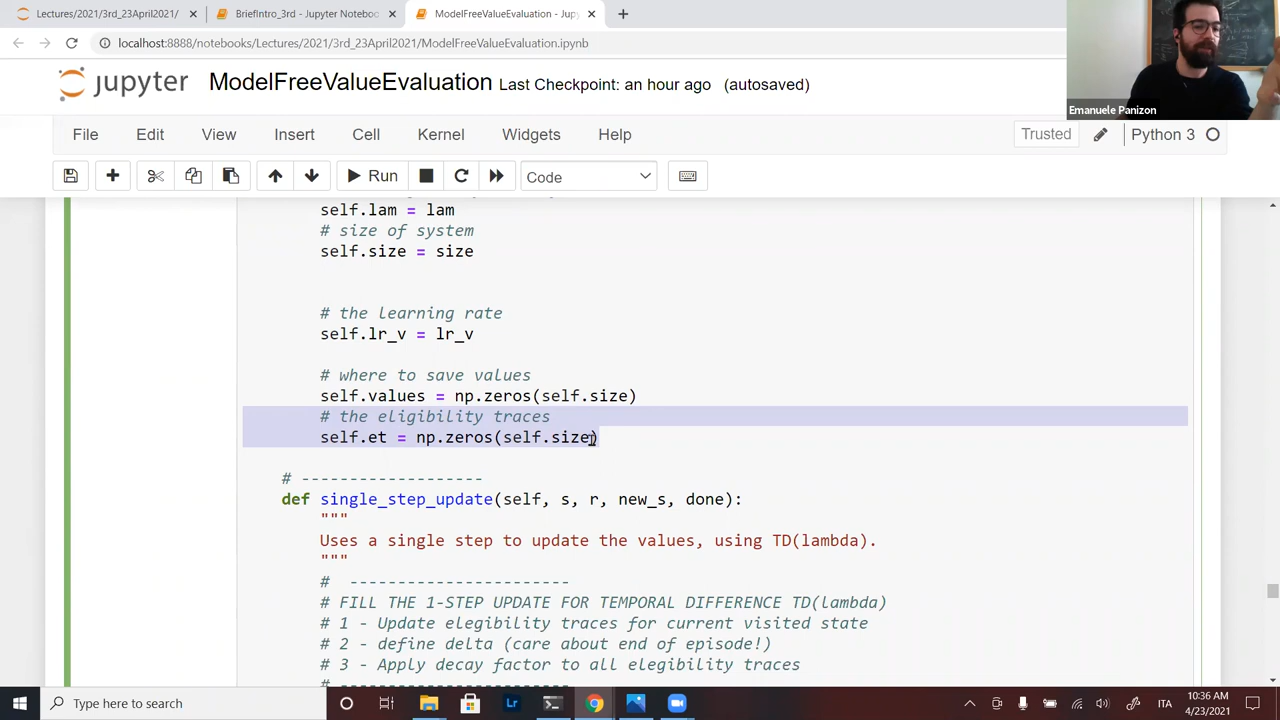 Lectures/2021/3rd_23April2021/
BriefIntro_3rd - Jupyter Notebo
ModelFreeValueEvaluation - Jup
localhost:8888/notebooks/Lectures/2021/3rd_23April2021/ModelFreeValueEvaluation.ipynb
Emanuele Panizon
jupyter ModelFreeValueEvaluation Last Checkpoint: an hour ago (autosaved)
File Edit View Insert Cell Kernel Widgets Help
Trusted Python 3
Run Code
self.lam = lam
# size of system
self.size = size
# the learning rate
self.lr_v = lr_v
# where to save values
self.values = np.zeros(self.size)
# the eligibility traces
self.et = np.zeros(self.size)
# -------------------
def single_step_update(self, s, r, new_s, done):
"""
Uses a single step to update the values, using TD(lambda).
"""
# -----------------------
# FILL THE 1-STEP UPDATE FOR TEMPORAL DIFFERENCE TD(lambda)
# 1 - Update elegibility traces for current visited state
# 2 - define delta (care about end of episode!)
# 3 - Apply decay factor to all elegibility traces
Type here to search
ITA
10:36 AM
4/23/2021